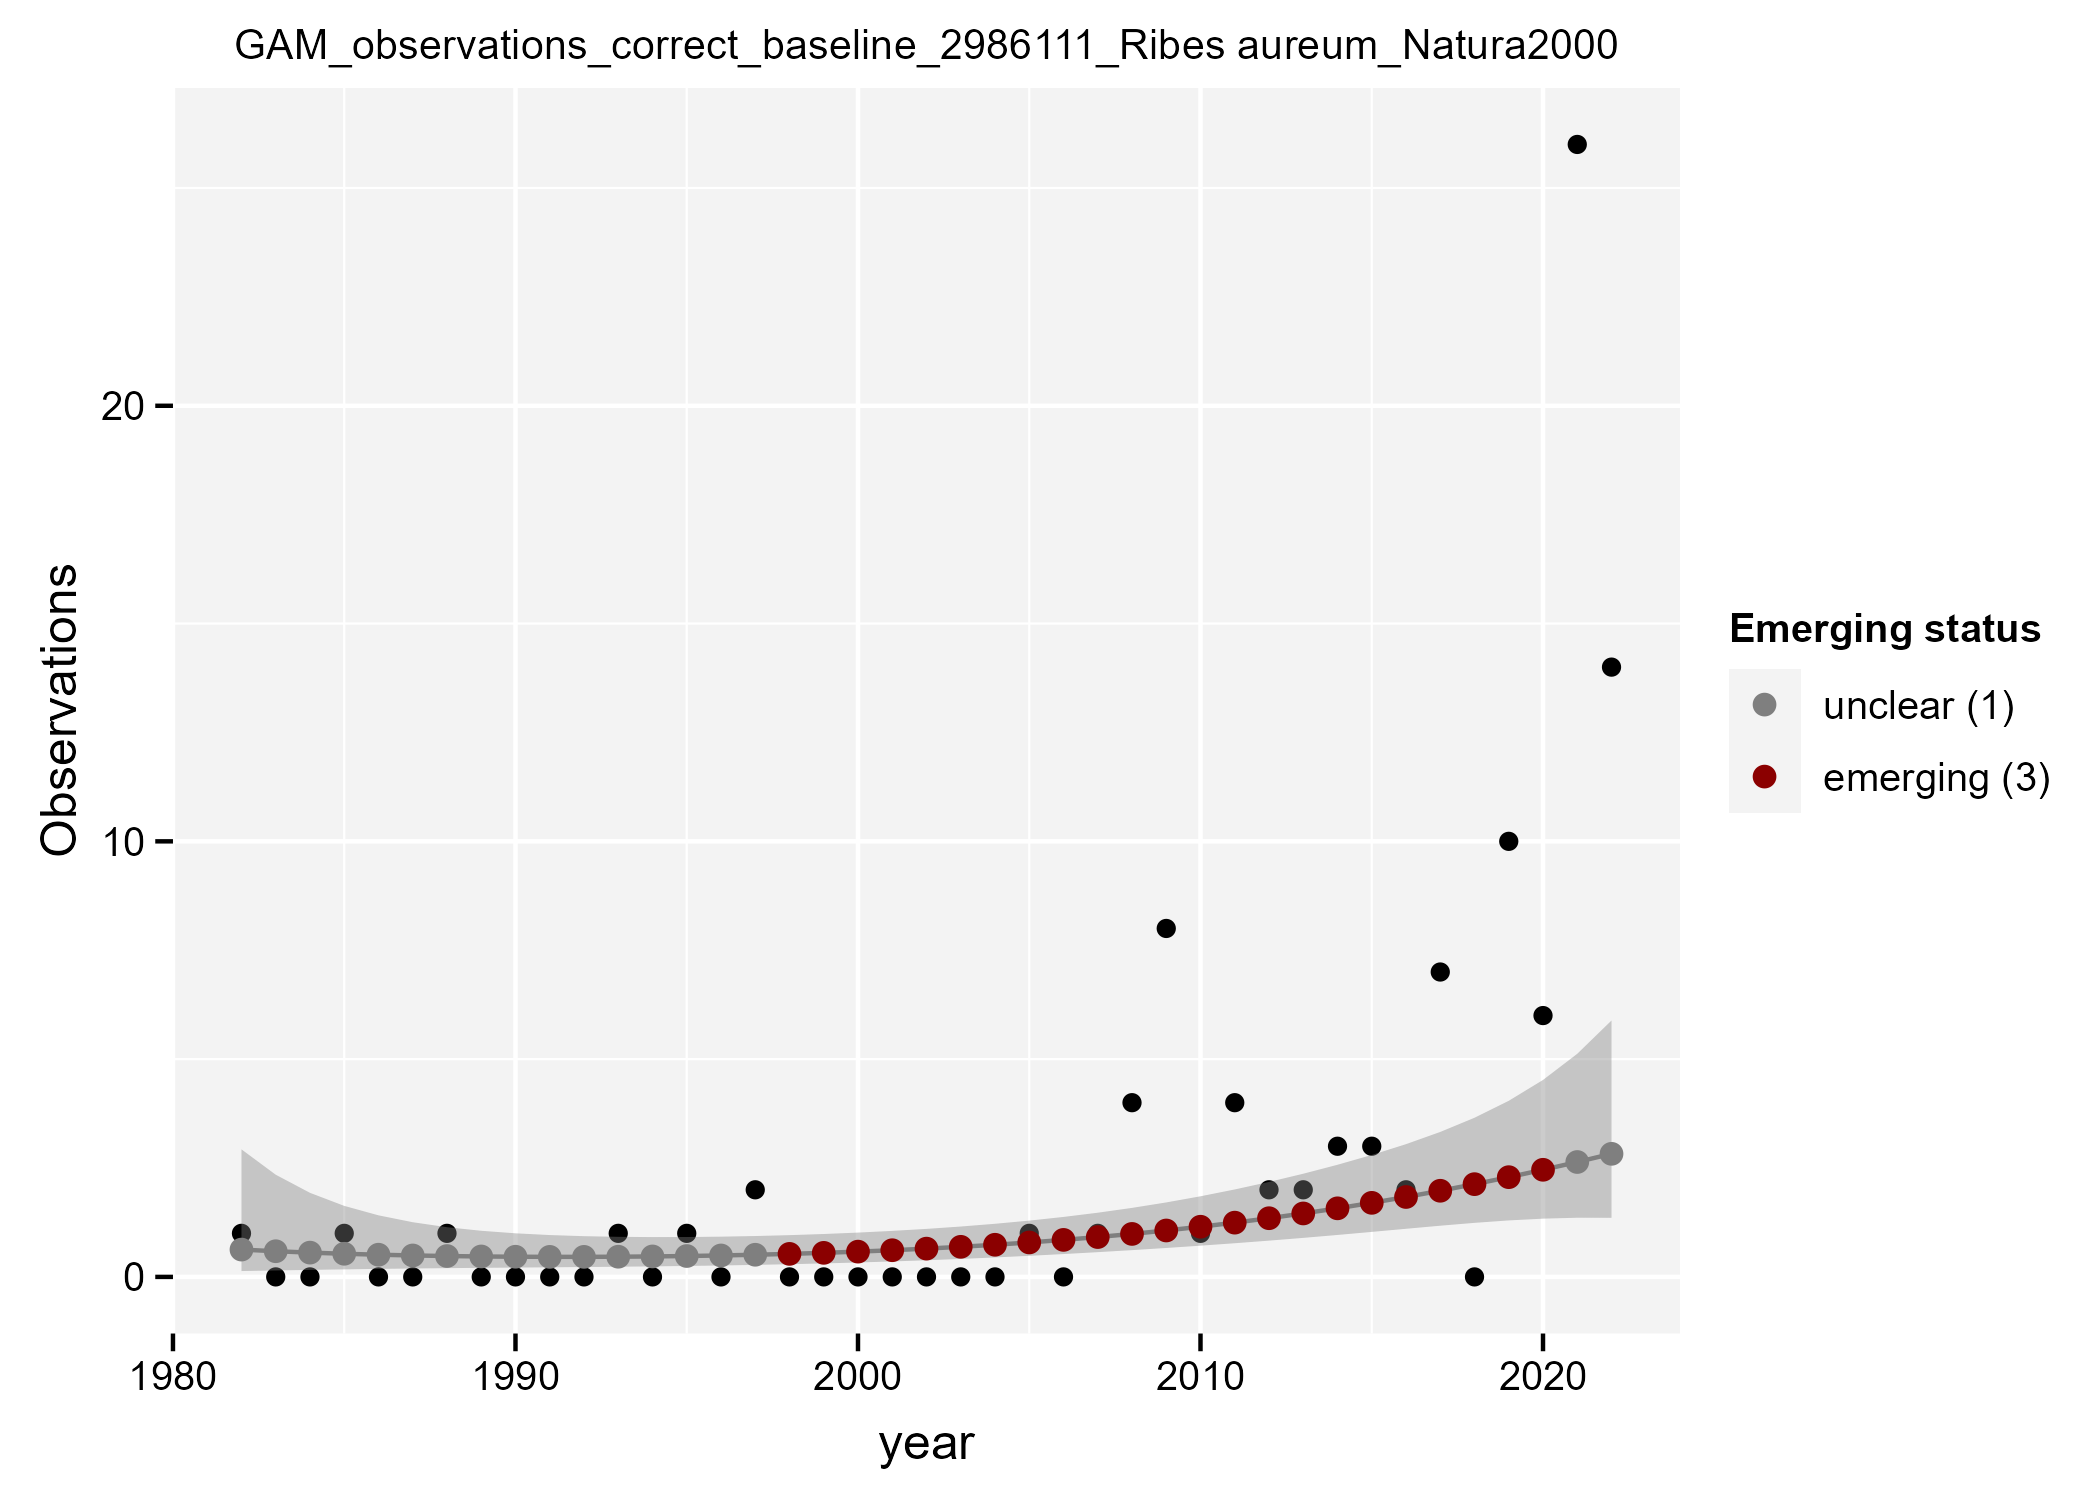 GAM_observations_correct_baseline_2986111_Ribes aureum_Natura2000
Observations
20
10
0
1980
1990
2000
2010
2020
year
Emerging status
unclear (1)
emerging (3)